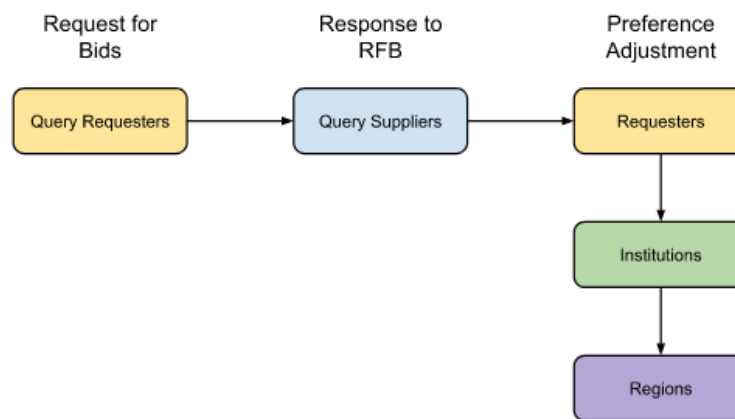 Request for
Bids
Response to
RFB
Preference
Adjustment
Query Requesters
Query Suppliers
Requesters
Institutions
Regions